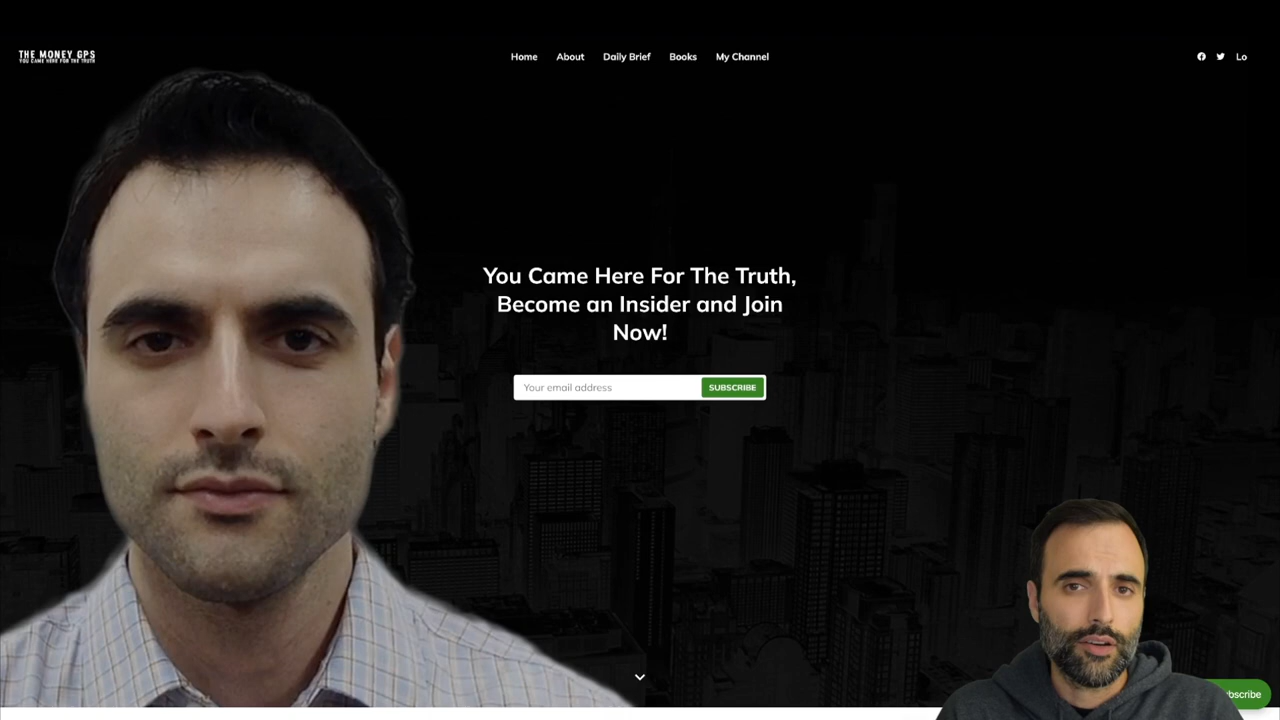 THE MONEY GPS
YOU CAME HERE FOR THE TRUTH
Home About Daily Brief Books My Channel
Lo
You Came Here For The Truth,
Become an Insider and Join
Now!
Your email address SUBSCRIBE
bscribe